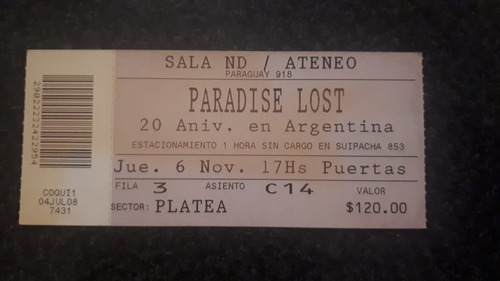 SALA ND / ATENEO
PARAGUAY 918
PARADISE LOST
20 Aniv. en Argentina
ESTACIONAMIENTO 1 HORA SIN CARGO EN SUIPACHA 853
Jue. 6 Nov. 17Hs Puertas
FILA 3 ASIENTO C14 VALOR
SECTOR: PLATEA $120.00
29022232422954
COQUI1
04JUL08
7431